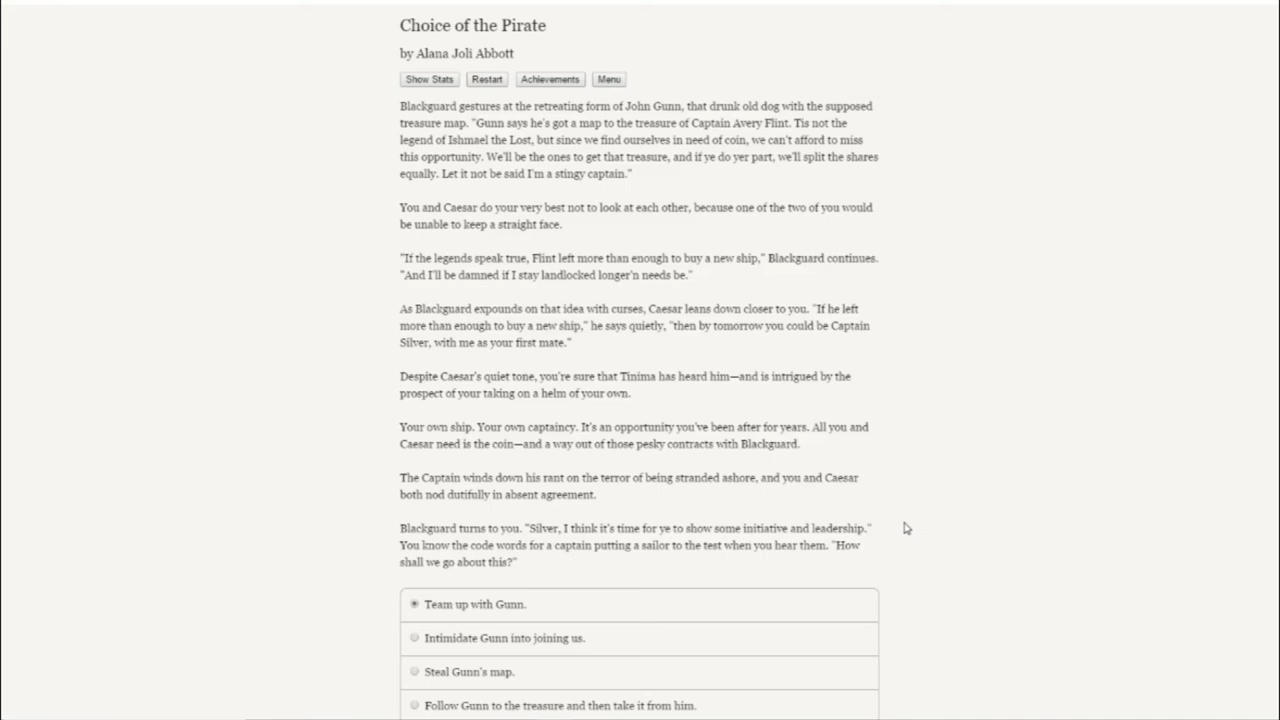 Choice of the Pirate
by Alana Joli Abbott
Show Stats Restart Achievements Menu
Blackguard gestures at the retreating form of John Gunn, that drunk old dog with the supposed
treasure map. "Gunn says he's got a map to the treasure of Captain Avery Flint. Tis not the
legend of Ishmael the Lost, but since we find ourselves in need of coin, we can't afford to miss
this opportunity. We'll be the ones to get that treasure, and if ye do yer part, we'll split the shares
equally. Let it not be said I'm a stingy captain."
You and Caesar do your very best not to look at each other, because one of the two of you would
be unable to keep a straight face.
"If the legends speak true, Flint left more than enough to buy a new ship," Blackguard continues.
"And I'll be damned if I stay landlocked longer'n needs be."
As Blackguard expounds on that idea with curses, Caesar leans down closer to you. "If he left
more than enough to buy a new ship," he says quietly, "then by tomorrow you could be Captain
Silver, with me as your first mate."
Despite Caesar's quiet tone, you're sure that Tinima has heard him—and is intrigued by the
prospect of your taking on a helm of your own.
Your own ship. Your own captaincy. It's an opportunity you've been after for years. All you and
Caesar need is the coin—and a way out of those pesky contracts with Blackguard.
The Captain winds down his rant on the terror of being stranded ashore, and you and Caesar
both nod dutifully in absent agreement.
Blackguard turns to you. "Silver, I think it's time for ye to show some initiative and leadership."
You know the code words for a captain putting a sailor to the test when you hear them. "How
shall we go about this?"
Team up with Gunn.
Intimidate Gunn into joining us.
Steal Gunn's map.
Follow Gunn to the treasure and then take it from him.